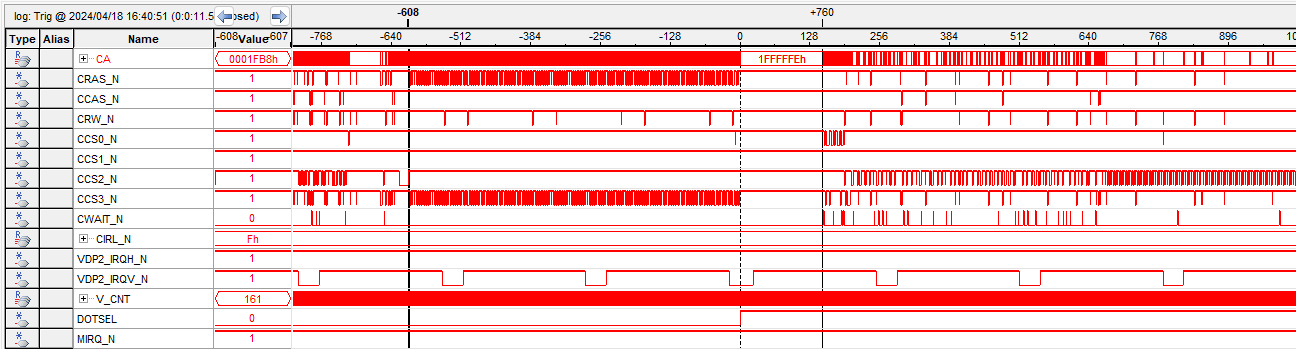 log: Trig @ 2024/04/18 16:40:51 (0:0:11.5 osed)
-608
+760
Type Alias Name -608 Value -607 -768 -640 -512 -384 -256 -128 0 128 256 384 512 640 768 896 10
CA 0001FB8h 1FFFFFEh
CRAS_N 1
CCAS_N 1
CRW_N 1
CCS0_N 1
CCS1_N 1
CCS2_N 1
CCS3_N 1
CWAIT_N 0
CIRL_N Fh
VDP2_IRQH_N 1
VDP2_IRQV_N 1
V_CNT 161
DOTSEL 0
MIRQ_N 1